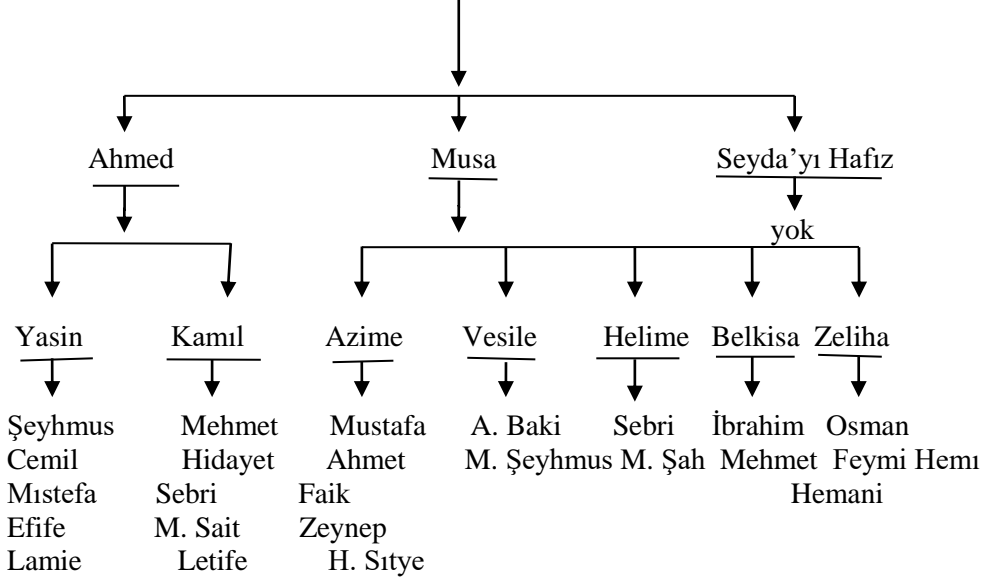 Ahmed Musa Seyda’yı Hafız
yok
Yasin Kamıl Azime Vesile Helime Belkisa Zeliha
Şeyhmus Mehmet Mustafa A. Baki Sebri İbrahim Osman
Cemil Hidayet Ahmet M. Şeyhmus M. Şah Mehmet Feymi Hemı
Mıstefa Sebri Faik Hemani
Efife M. Sait Zeynep
Lamie Letife H. Sıtye